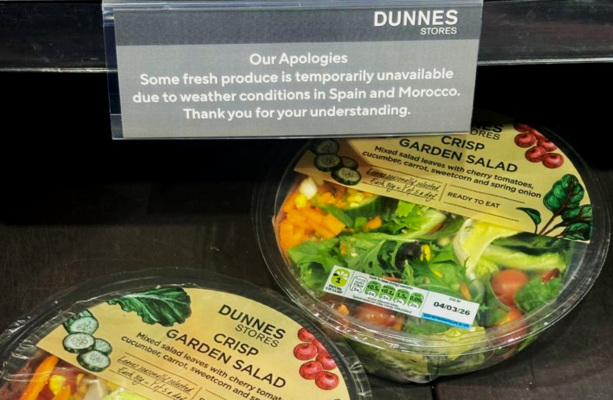 DUNNES
STORES
Our Apologies
Some fresh produce is temporarily unavailable
due to weather conditions in Spain and Morocco.
Thank you for your understanding.
STORES
CRISP
GARDEN SALAD
Mixed salad leaves with cherry tomatoes,
cucumber, carrot, sweetcorn and spring onion
READY TO EAT
04/03/26
DUNNES
STORES
CRISP
GARDEN SALAD
Mixed salad leaves with cherry tomatoes,
cucumber, carrot, sweetcorn and spring